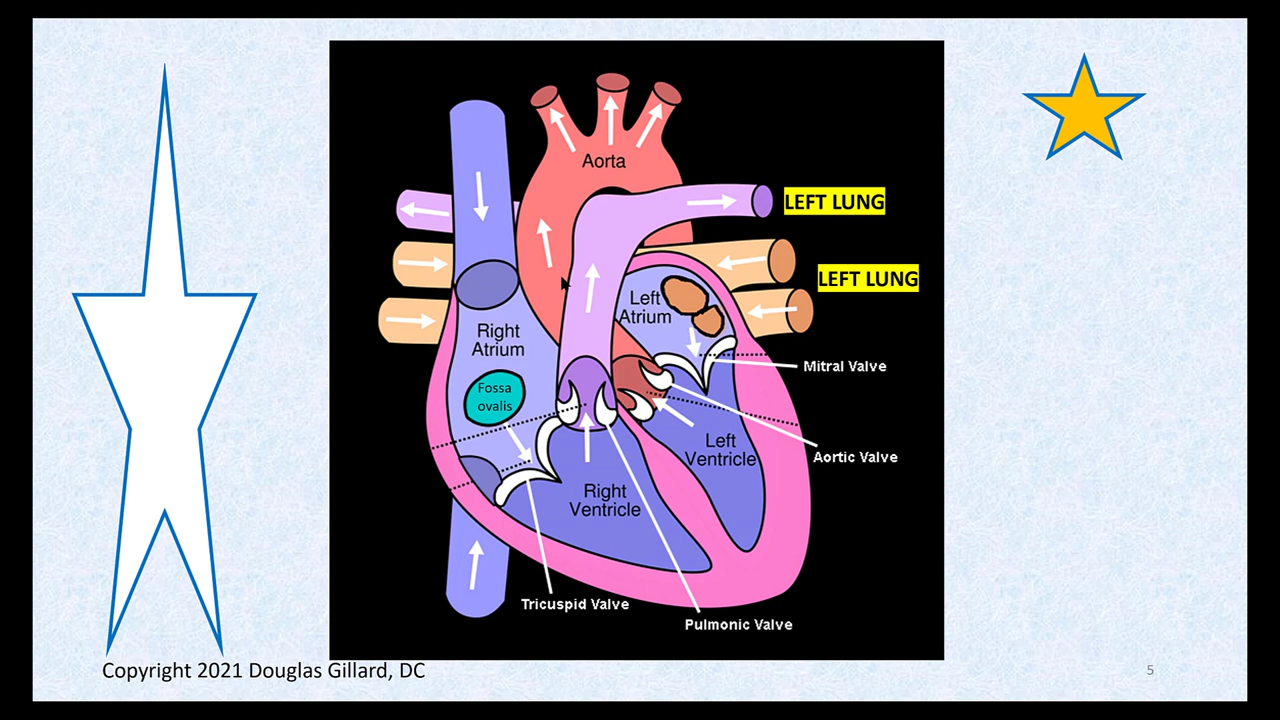 Aorta
LEFT LUNG
LEFT LUNG
Left
Atrium
Right
Atrium
Mitral Valve
Fossa
ovalis
Left
Ventricle
Aortic Valve
Right
Ventricle
Tricuspid Valve
Pulmonic Valve
Copyright 2021 Douglas Gillard, DC
5